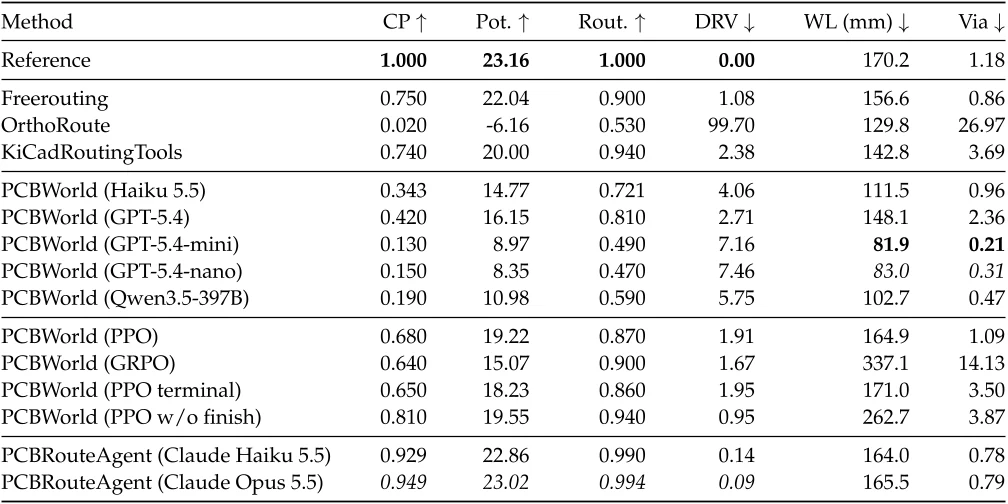 Method CP ↑ Pot. ↑ Rout. ↑ DRV ↓ WL (mm) ↓ Via ↓
Reference 1.000 23.16 1.000 0.00 170.2 1.18
Freerouting 0.750 22.04 0.900 1.08 156.6 0.86
OrthoRoute 0.020 -6.16 0.530 99.70 129.8 26.97
KiCadRoutingTools 0.740 20.00 0.940 2.38 142.8 3.69
PCBWorld (Haiku 5.5) 0.343 14.77 0.721 4.06 111.5 0.96
PCBWorld (GPT-5.4) 0.420 16.15 0.810 2.71 148.1 2.36
PCBWorld (GPT-5.4-mini) 0.130 8.97 0.490 7.16 81.9 0.21
PCBWorld (GPT-5.4-nano) 0.150 8.35 0.470 7.46 83.0 0.31
PCBWorld (Qwen3.5-397B) 0.190 10.98 0.590 5.75 102.7 0.47
PCBWorld (PPO) 0.680 19.22 0.870 1.91 164.9 1.09
PCBWorld (GRPO) 0.640 15.07 0.900 1.67 337.1 14.13
PCBWorld (PPO terminal) 0.650 18.23 0.860 1.95 171.0 3.50
PCBWorld (PPO w/o finish) 0.810 19.55 0.940 0.95 262.7 3.87
PCBRouteAgent (Claude Haiku 5.5) 0.929 22.86 0.990 0.14 164.0 0.78
PCBRouteAgent (Claude Opus 5.5) 0.949 23.02 0.994 0.09 165.5 0.79